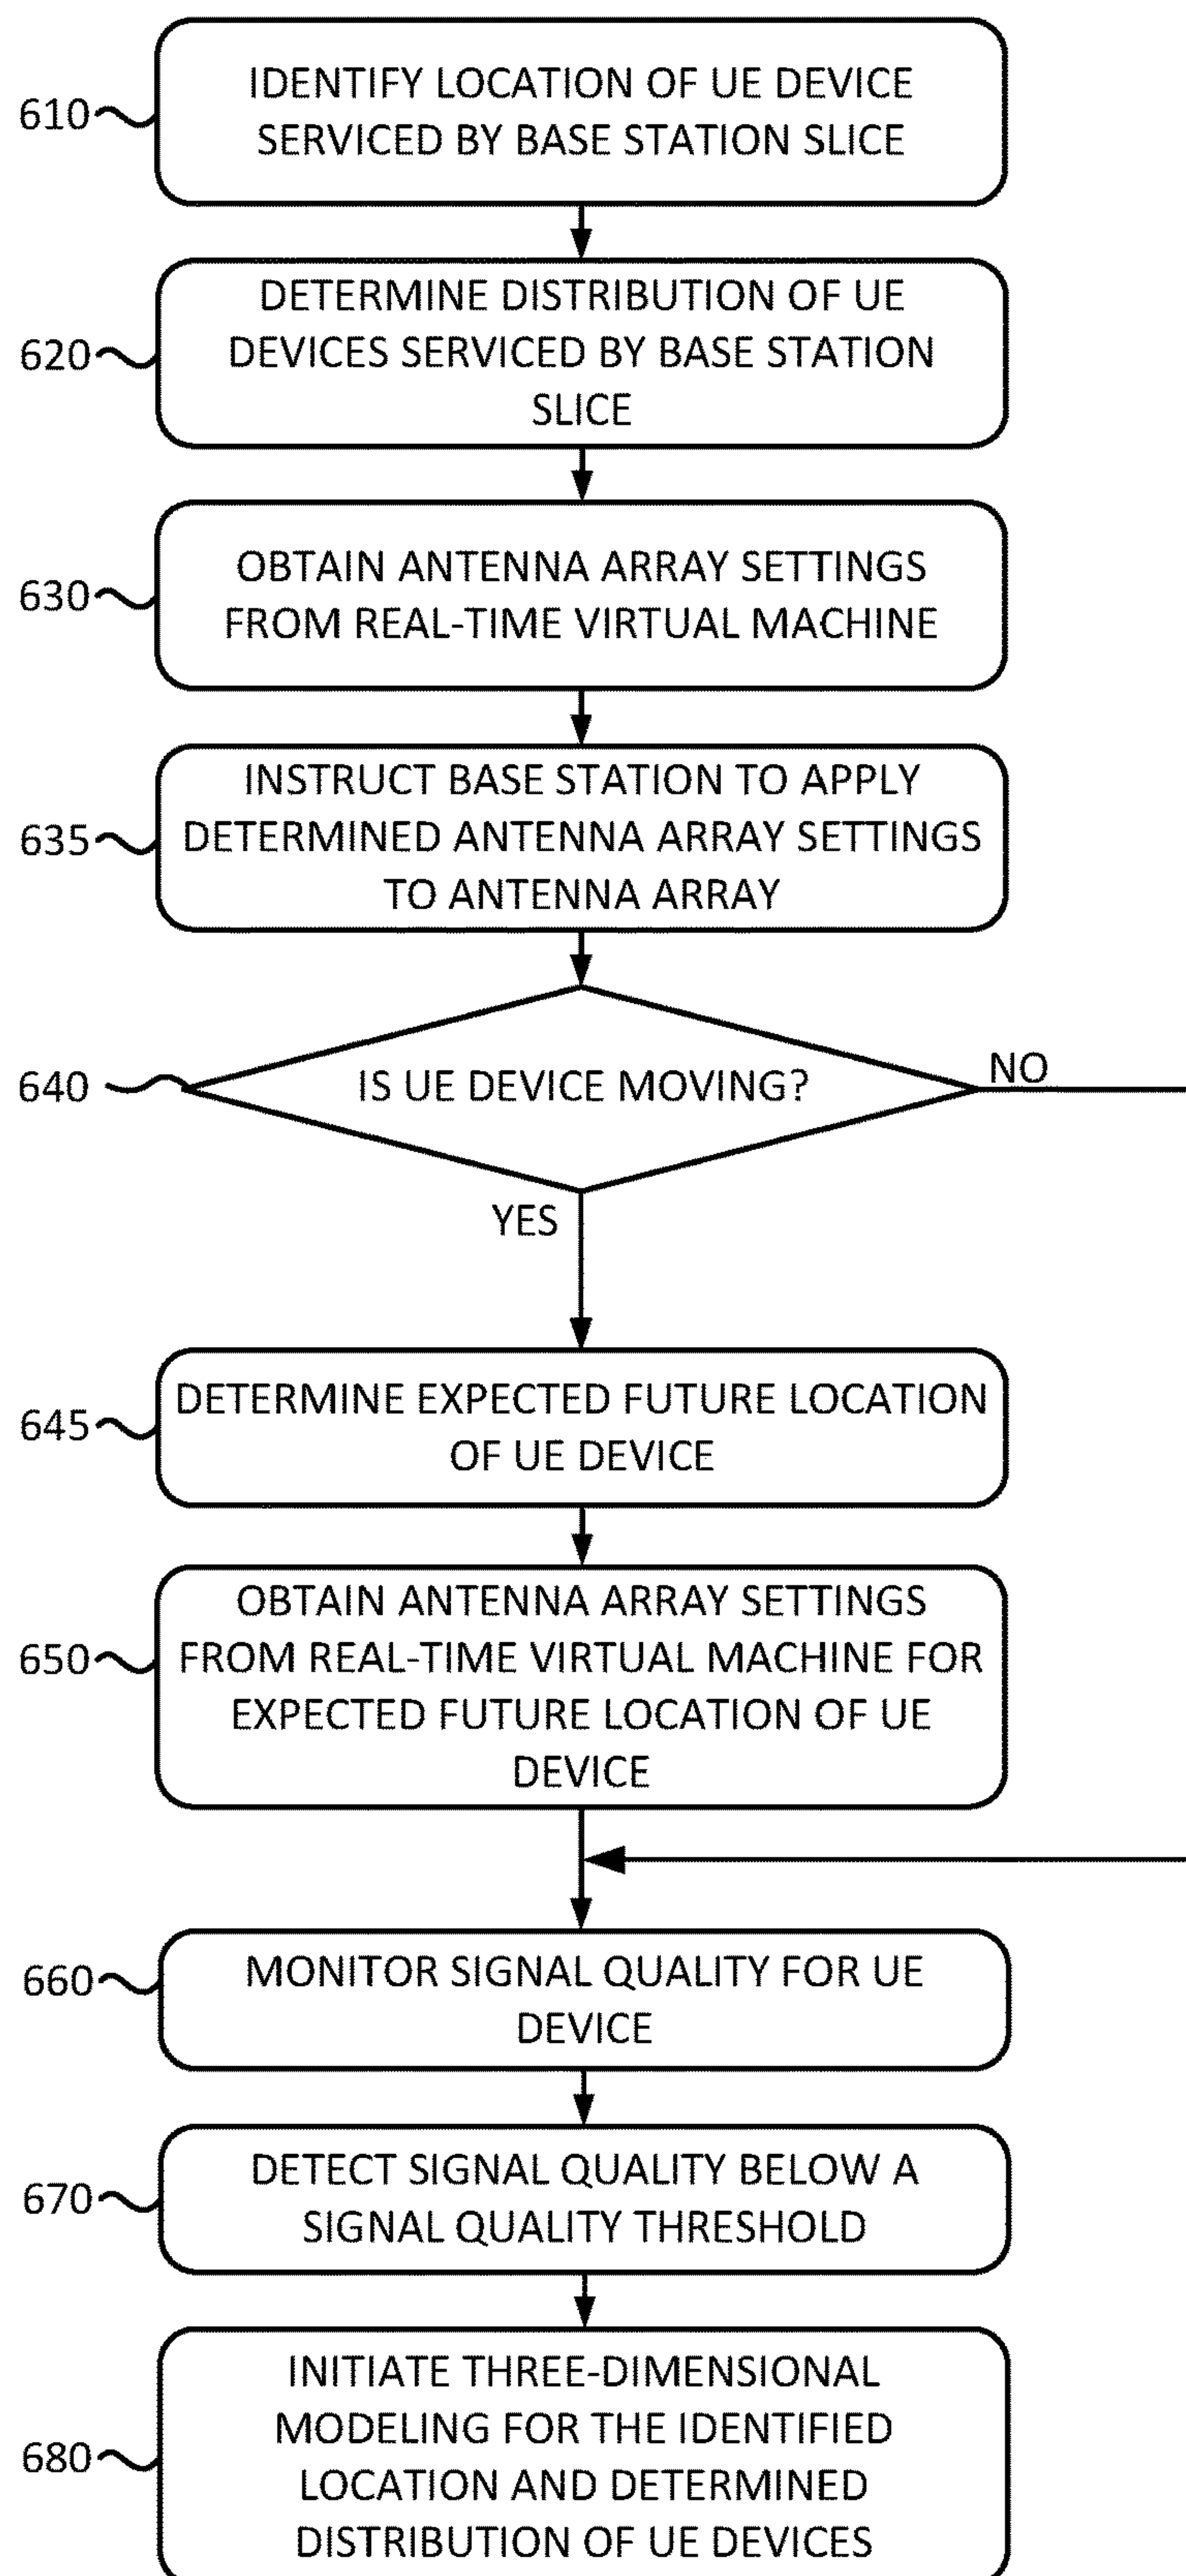 610
IDENTIFY LOCATION OF UE DEVICE
SERVICED BY BASE STATION SLICE
620
DETERMINE DISTRIBUTION OF UE
DEVICES SERVICED BY BASE STATION
SLICE
630
OBTAIN ANTENNA ARRAY SETTINGS
FROM REAL-TIME VIRTUAL MACHINE
635
INSTRUCT BASE STATION TO APPLY
DETERMINED ANTENNA ARRAY SETTINGS
TO ANTENNA ARRAY
640
IS UE DEVICE MOVING?
NO
YES
645
DETERMINE EXPECTED FUTURE LOCATION
OF UE DEVICE
650
OBTAIN ANTENNA ARRAY SETTINGS
FROM REAL-TIME VIRTUAL MACHINE FOR
EXPECTED FUTURE LOCATION OF UE
DEVICE
660
MONITOR SIGNAL QUALITY FOR UE
DEVICE
670
DETECT SIGNAL QUALITY BELOW A
SIGNAL QUALITY THRESHOLD
680
INITIATE THREE-DIMENSIONAL
MODELING FOR THE IDENTIFIED
LOCATION AND DETERMINED
DISTRIBUTION OF UE DEVICES